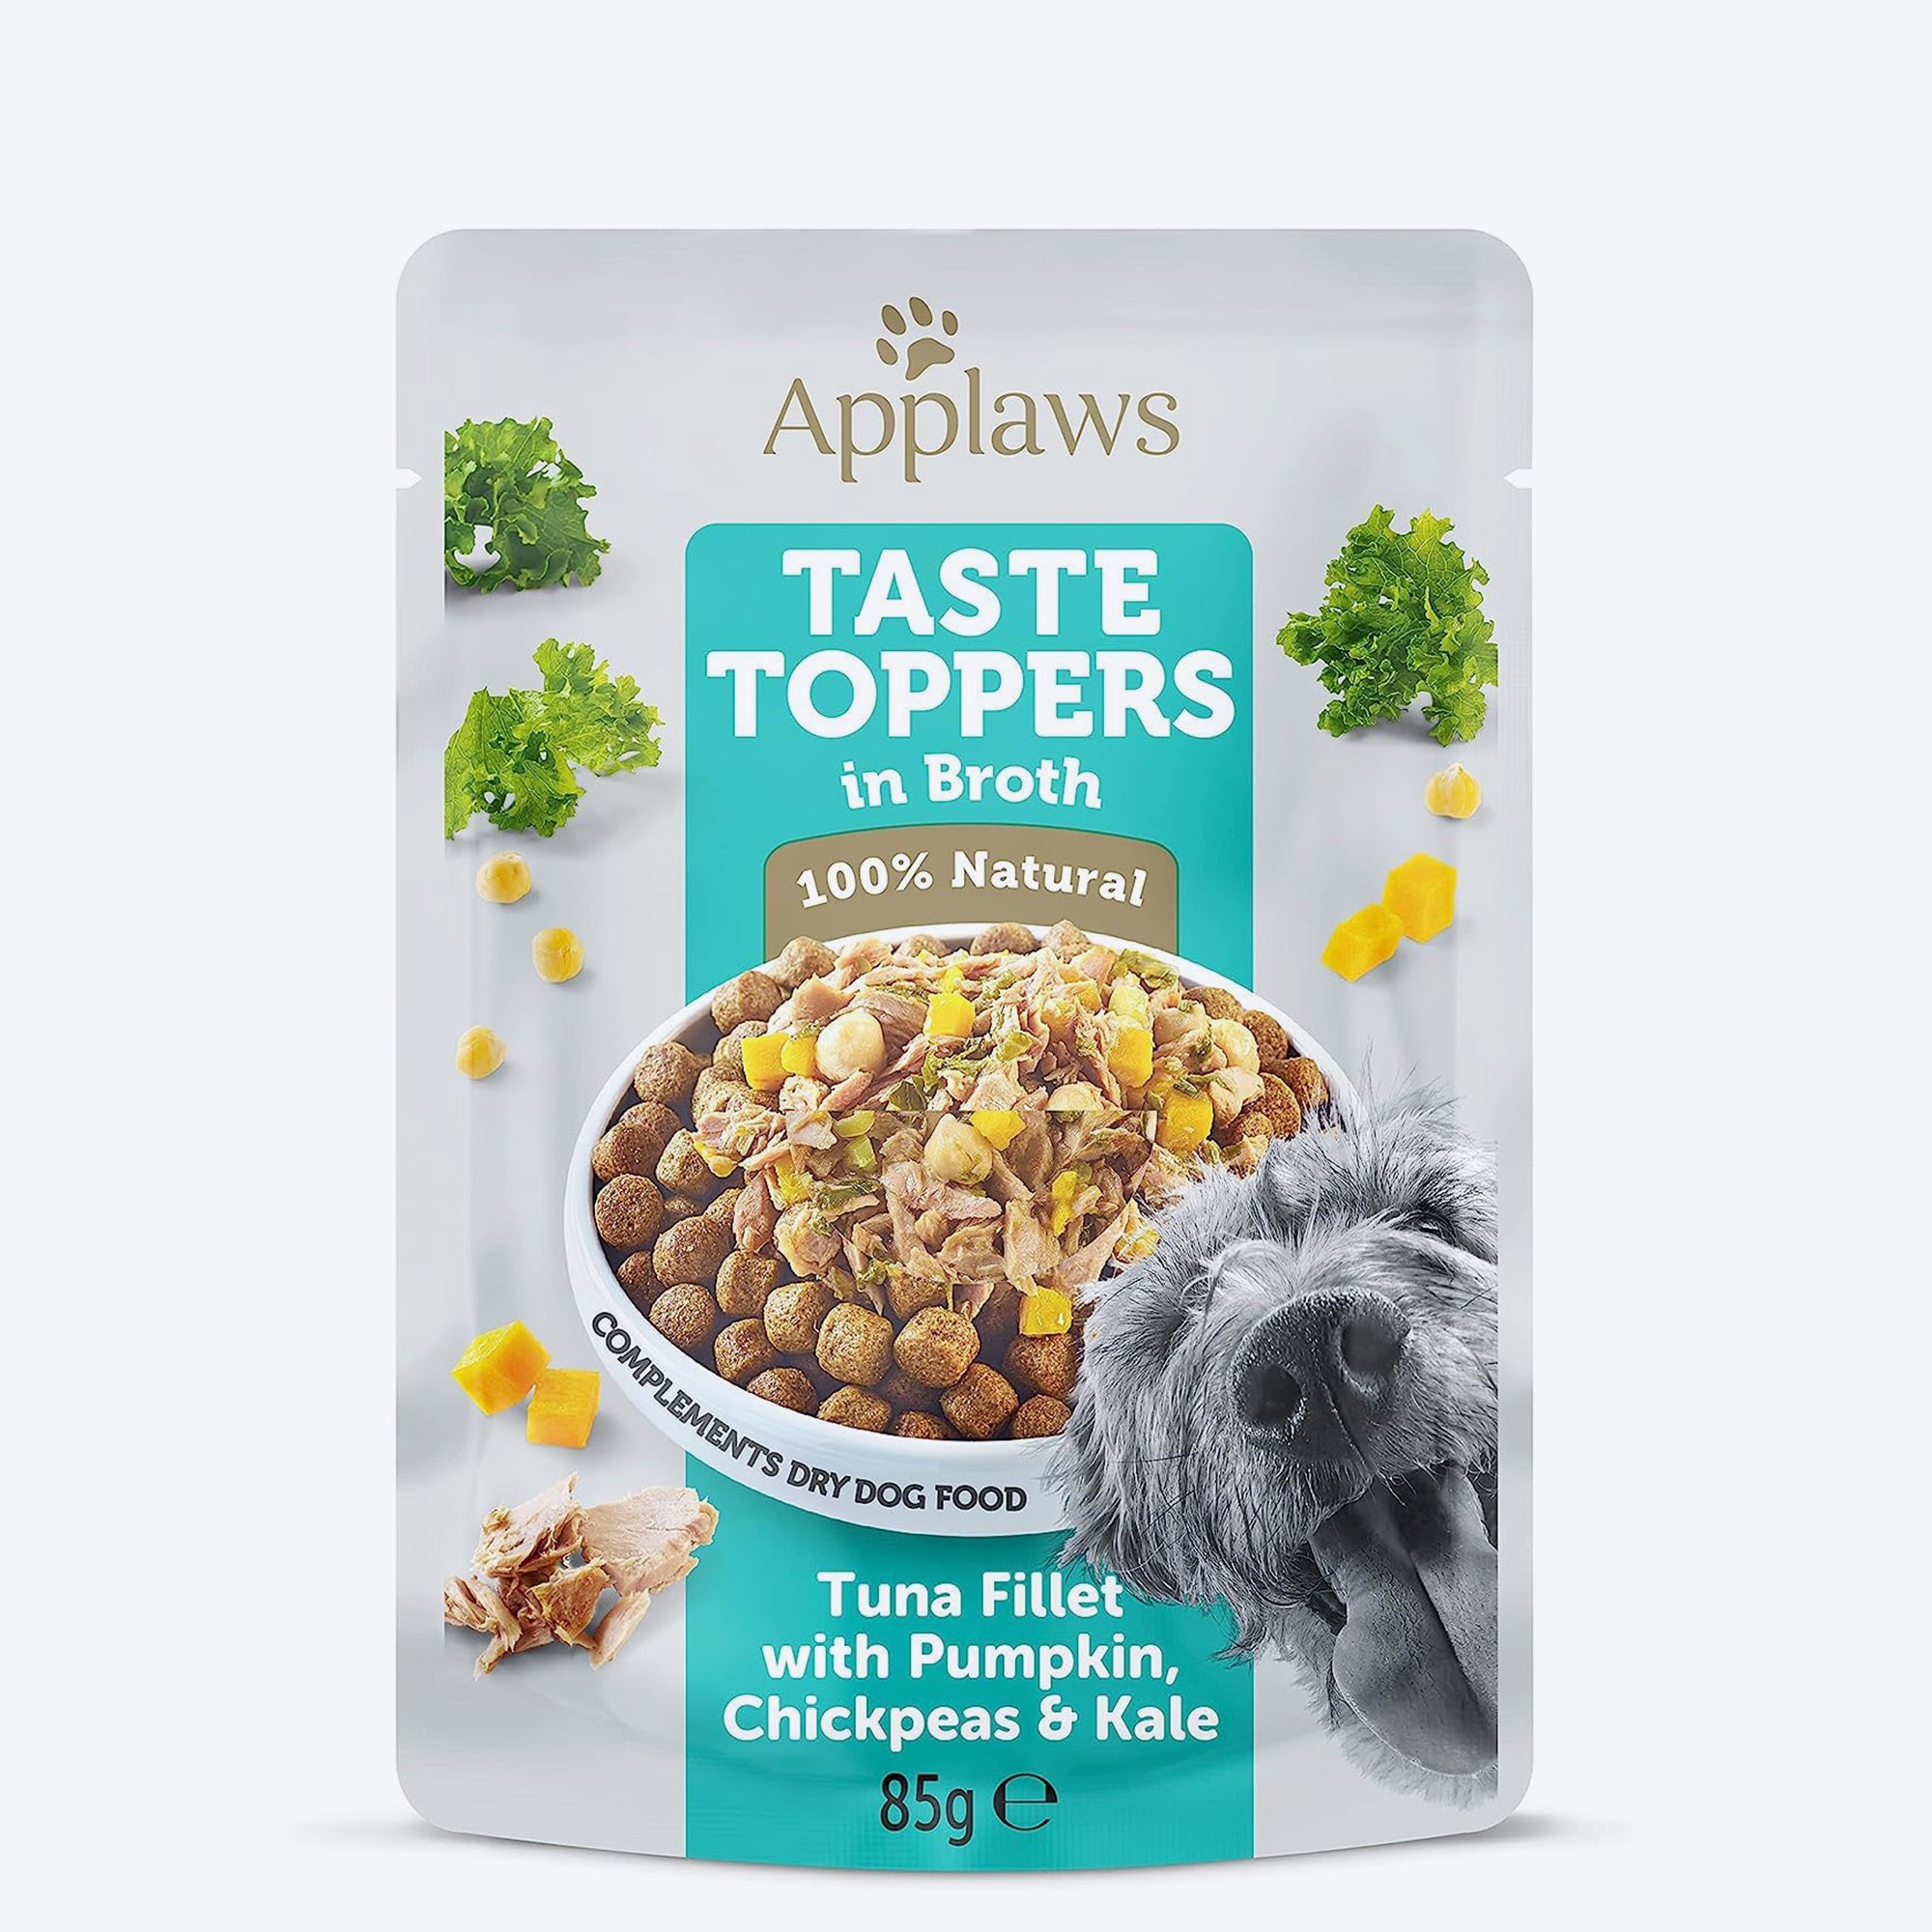 Applaws
TASTE
TOPPERS
in Broth
100% Natural
COMPLEMENTS DRY DOG FOOD
Tuna Fillet
with Pumpkin,
Chickpeas & Kale
85g ℮